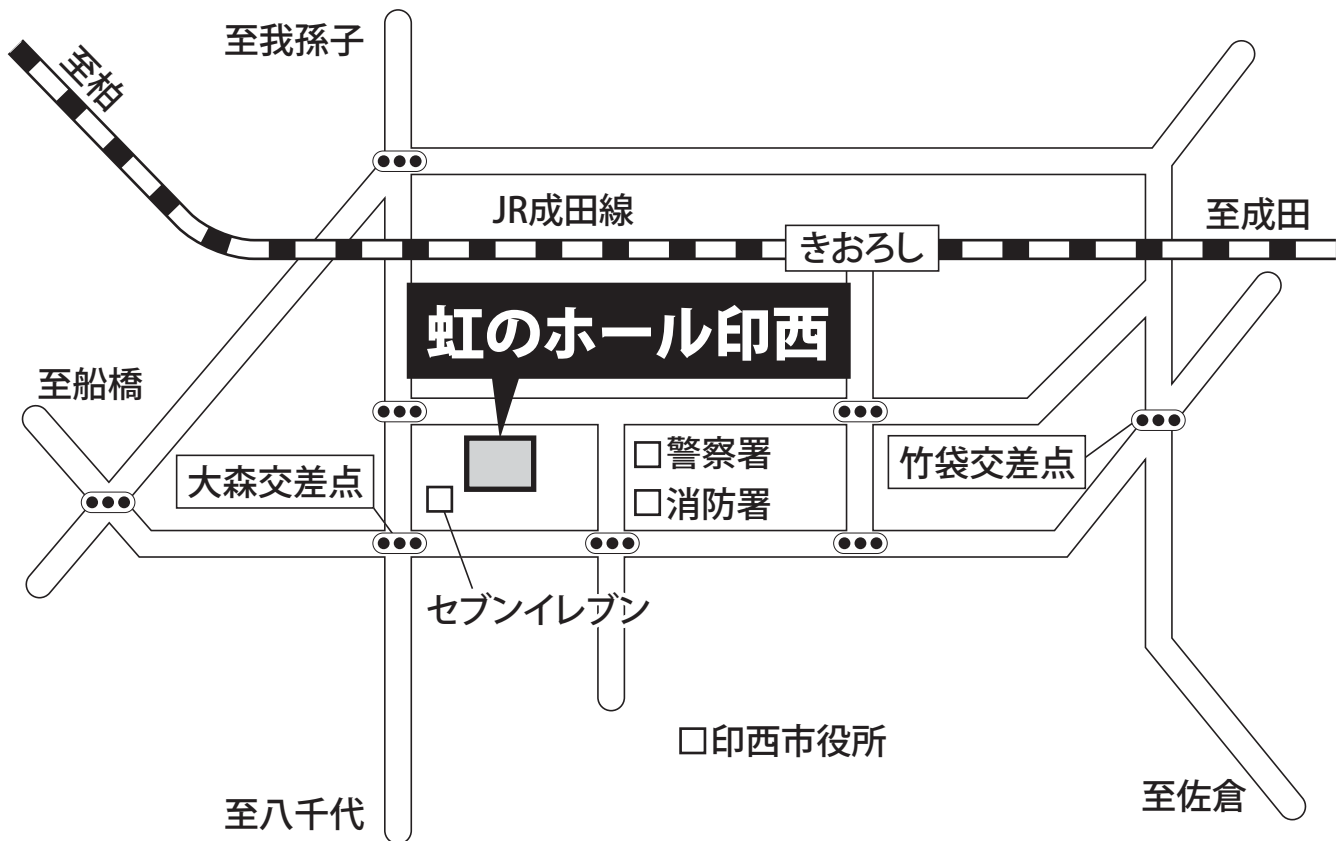 至我孫子
至柏
JR成田線
至成田
きおろし
虹のホール印西
至船橋
□警察署
竹袋交差点
大森交差点
□消防署
セブンイレブン
□印西市役所
至佐倉
至八千代